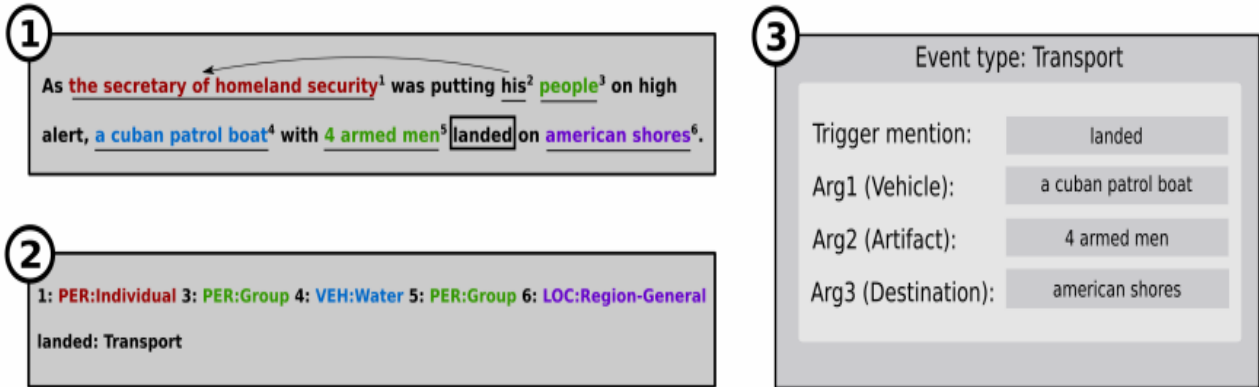 1
As the secretary of homeland security1 was putting his2 people3 on high
alert, a cuban patrol boat4 with 4 armed men5 landed on american shores6.
2
1: PER:Individual 3: PER:Group 4: VEH:Water 5: PER:Group 6: LOC:Region-General
landed: Transport
3
Event type: Transport
Trigger mention: landed
Arg1 (Vehicle): a cuban patrol boat
Arg2 (Artifact): 4 armed men
Arg3 (Destination): american shores